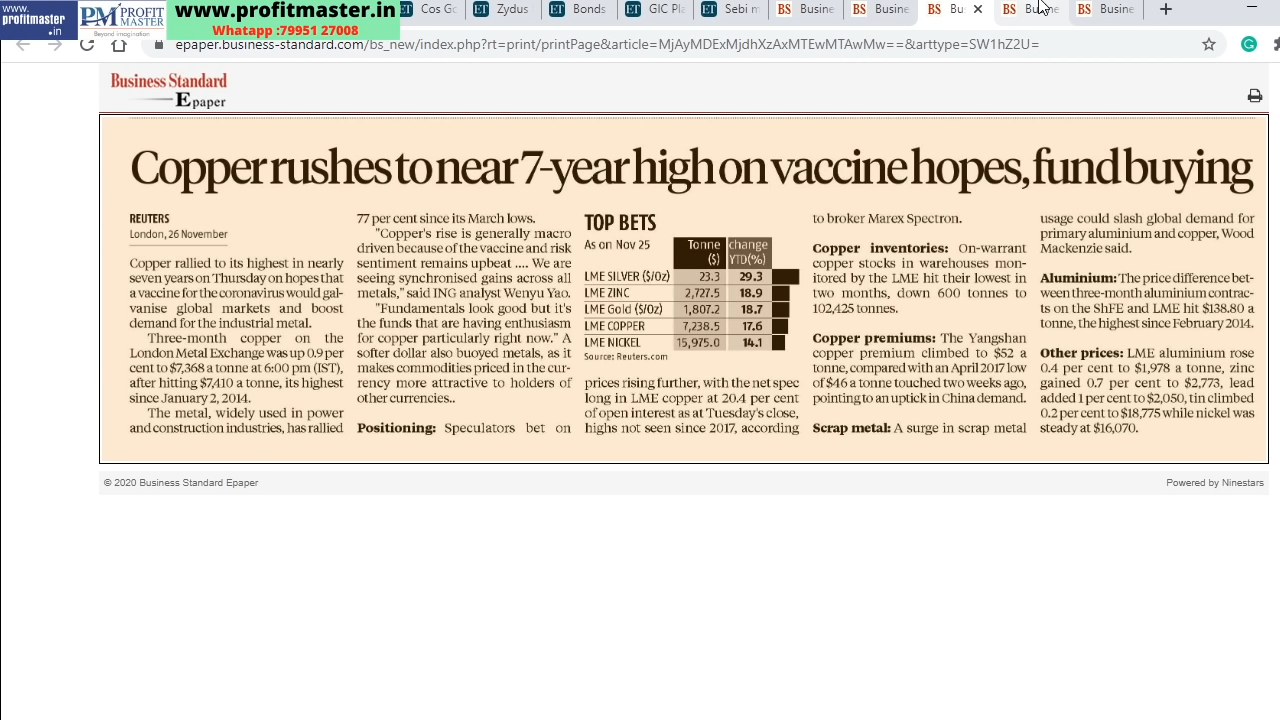 www.
profitmaster
.in
PM PROFIT
MASTER
Beyond imagination
www.profitmaster.in
Whatapp :79951 27008
ET Cos Gc
ET Zydus
ET Bonds
ET GIC Pla
ET Sebi m
BS Busine
BS Busine
BS Bu
BS Busine
BS Busine
epaper.business-standard.com/bs_new/index.php?rt=print/printPage&article=MjAyMDExMjdhXzAxMTEwMTAwMw==&arttype=SW1hZ2U=
Business Standard
Epaper
Copper rushes to near 7-year high on vaccine hopes, fund buying
REUTERS
London, 26 November
Copper rallied to its highest in nearly
seven years on Thursday on hopes that
a vaccine for the coronavirus would gal-
vanise global markets and boost
demand for the industrial metal.
Three-month copper on the
London Metal Exchange was up 0.9 per
cent to $7,368 a tonne at 6:00 pm (IST),
after hitting $7,410 a tonne, its highest
since January 2, 2014.
The metal, widely used in power
and construction industries, has rallied
77 per cent since its March lows.
"Copper's rise is generally macro
driven because of the vaccine and risk
sentiment remains upbeat .... We are
seeing synchronised gains across all
metals," said ING analyst Wenyu Yao.
"Fundamentals look good but it's
the funds that are having enthusiasm
for copper particularly right now." A
softer dollar also buoyed metals, as it
makes commodities priced in the cur-
rency more attractive to holders of
other currencies..
Positioning: Speculators bet on
TOP BETS
As on Nov 25 Tonne ($) change YTD(%)
LME SILVER ($/Oz) 23.3 29.3
LME ZINC 2,727.5 18.9
LME Gold ($/Oz) 1,807.2 18.7
LME COPPER 7,238.5 17.6
LME NICKEL 15,975.0 14.1
Source: Reuters.com
prices rising further, with the net spec
long in LME copper at 20.4 per cent
of open interest as at Tuesday's close,
highs not seen since 2017, according
to broker Marex Spectron.
Copper inventories: On-warrant
copper stocks in warehouses mon-
itored by the LME hit their lowest in
two months, down 600 tonnes to
102,425 tonnes.
Copper premiums: The Yangshan
copper premium climbed to $52 a
tonne, compared with an April 2017 low
of $46 a tonne touched two weeks ago,
pointing to an uptick in China demand.
Scrap metal: A surge in scrap metal
usage could slash global demand for
primary aluminium and copper, Wood
Mackenzie said.
Aluminium: The price difference bet-
ween three-month aluminium contrac-
ts on the ShFE and LME hit $138.80 a
tonne, the highest since February 2014.
Other prices: LME aluminium rose
0.4 per cent to $1,978 a tonne, zinc
gained 0.7 per cent to $2,773, lead
added 1 per cent to $2,050, tin climbed
0.2 per cent to $18,775 while nickel was
steady at $16,070.
© 2020 Business Standard Epaper
Powered by Ninestars